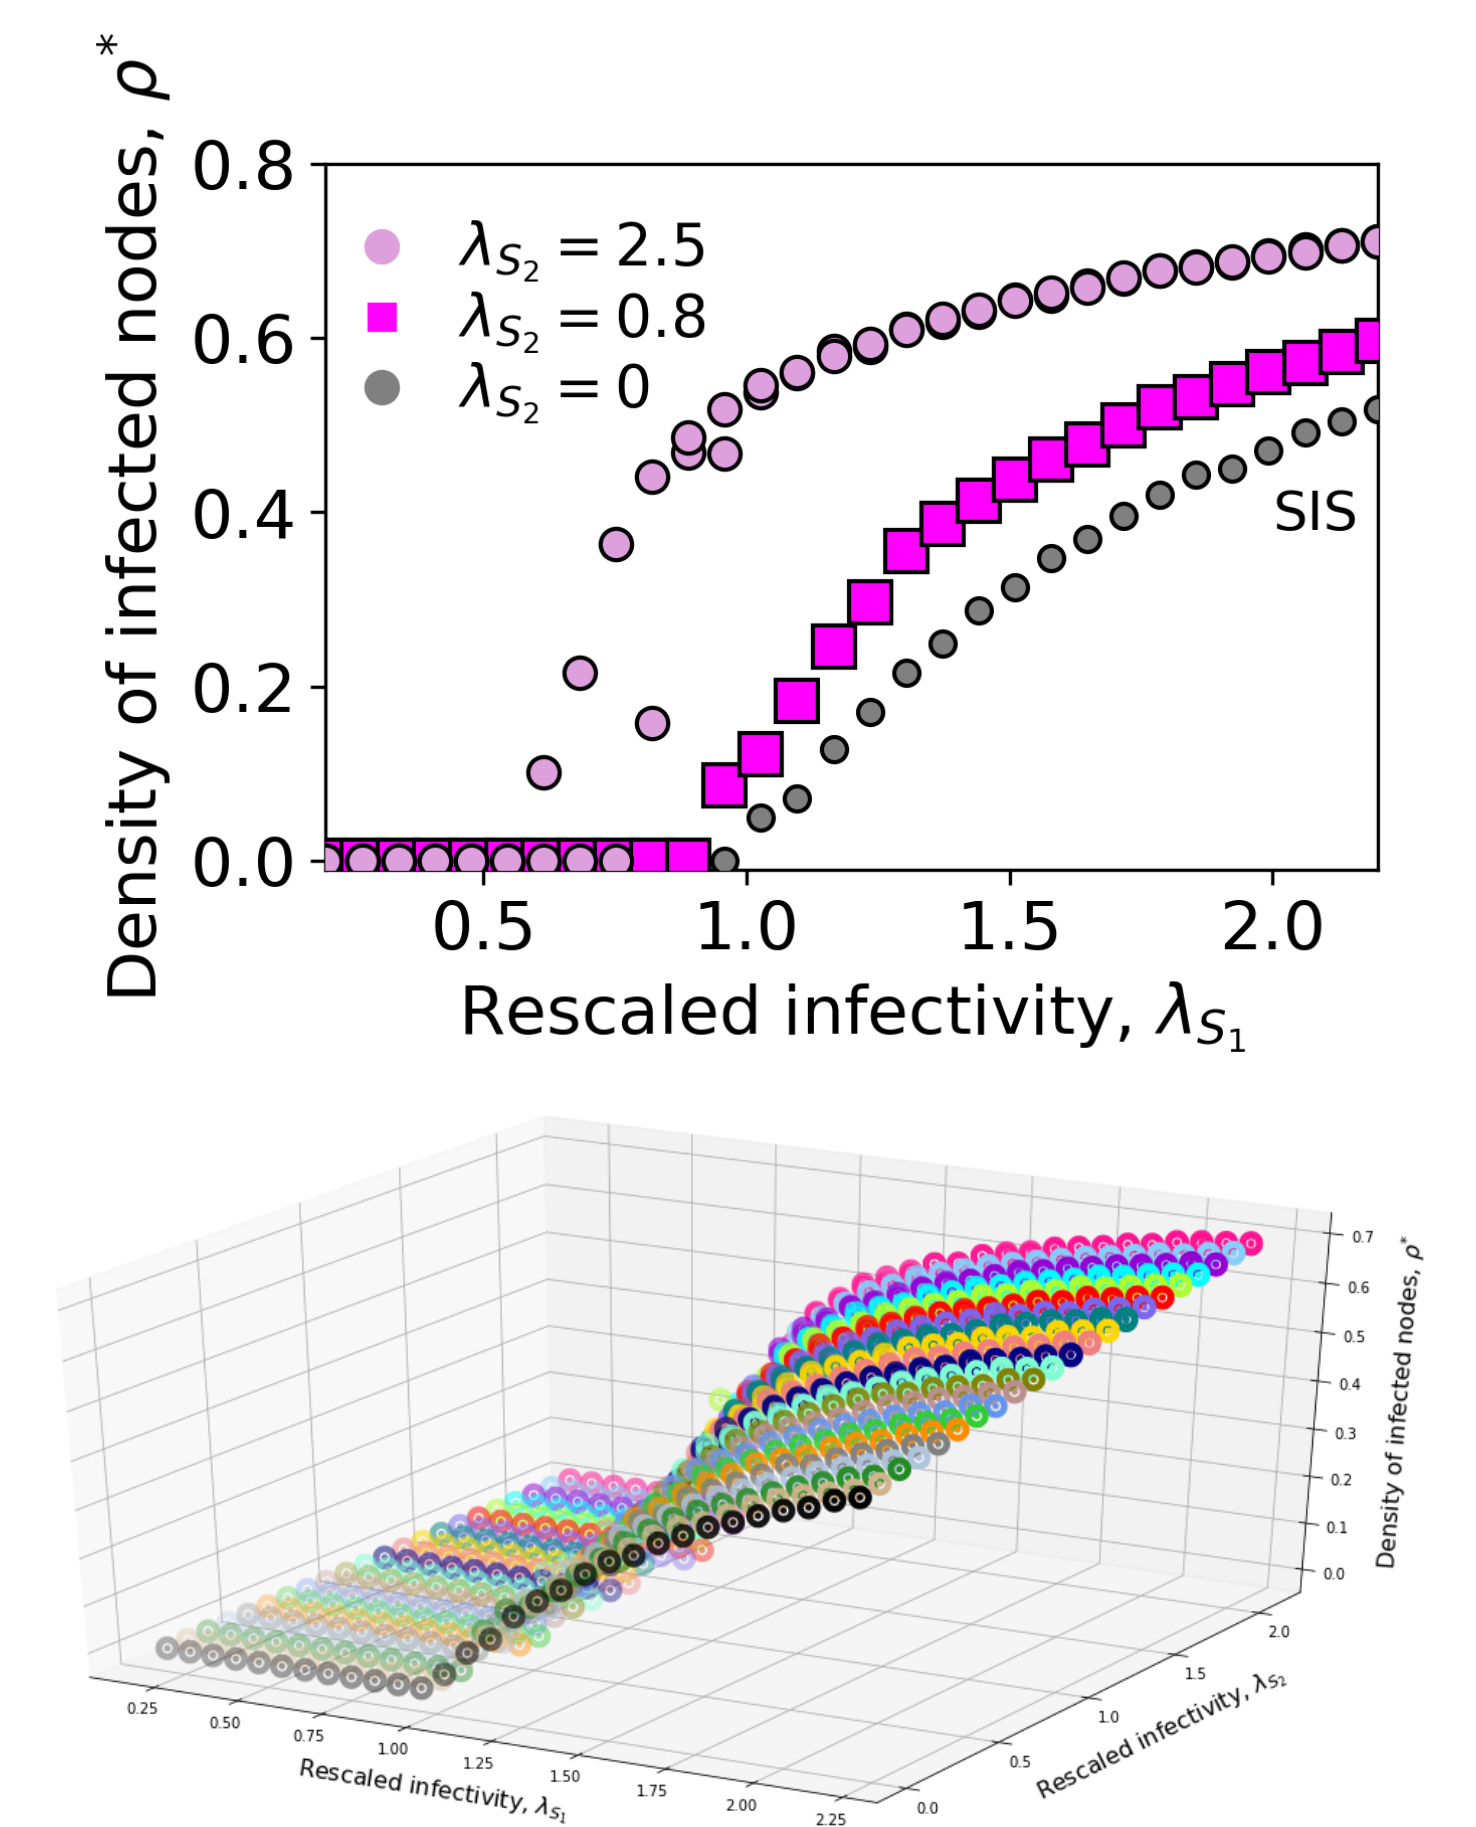 Density of infected nodes, ρ*
0.8
0.6
0.4
0.2
0.0
λS₂ = 2.5
λS₂ = 0.8
λS₂ = 0
SIS
0.5 1.0 1.5 2.0
Rescaled infectivity, λS₁
0.7
0.6
0.5
0.4
0.3
0.2
0.1
0.0
Density of infected nodes, ρ*
2.0
1.5
1.0
0.5
0.0
Rescaled infectivity, λS₂
0.25 0.50 0.75 1.00 1.25 1.50 1.75 2.00 2.25
Rescaled infectivity, λS₁